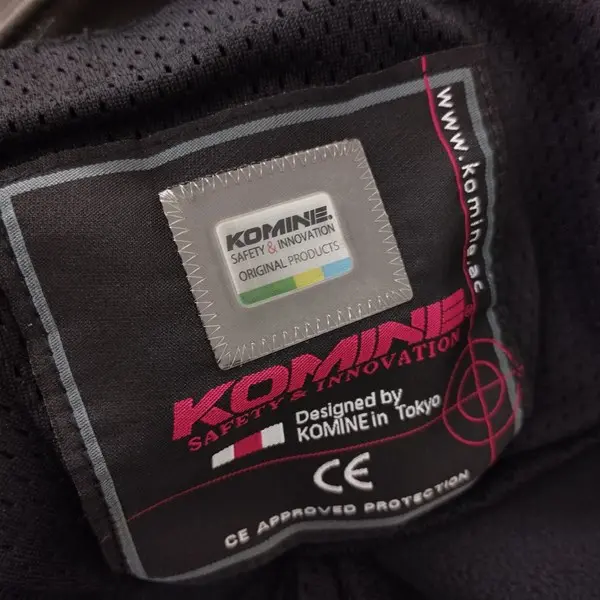 www.komine.ac
KOMINE.
SAFETY & INNOVATION
ORIGINAL PRODUCTS
KOMINE®
SAFETY & INNOVATION
Designed by
KOMINE in Tokyo
CE
CE APPROVED PROTECTION